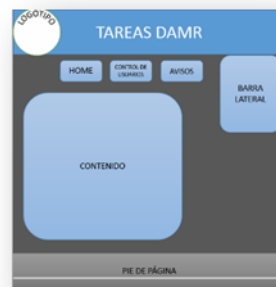 LOGOTIPO
TAREAS DAMR
HOME
CONTROL DE
USUARIOS
AVISOS
BARRA
LATERAL
CONTENIDO
PIE DE PÁGINA